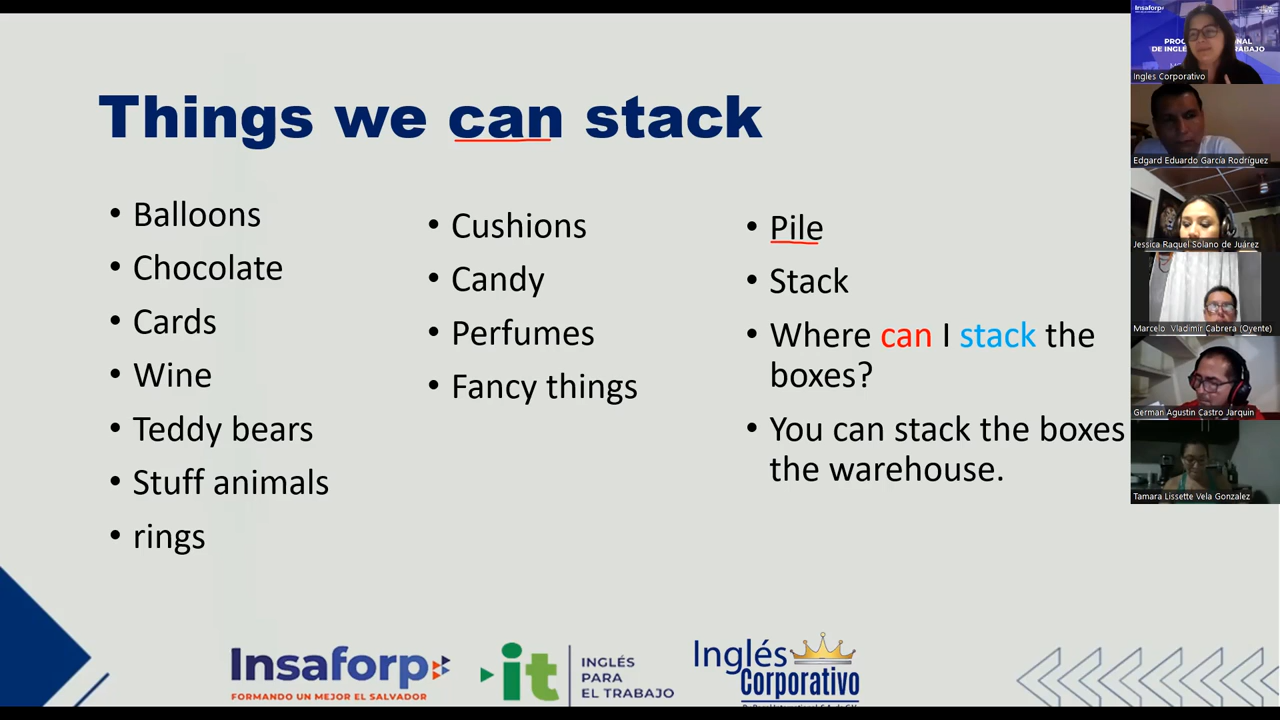 Things we can stack
• Balloons
• Chocolate
• Cards
• Wine
• Teddy bears
• Stuff animals
• rings
• Cushions
• Candy
• Perfumes
• Fancy things
• Pile
• Stack
• Where can I stack the
boxes?
• You can stack the boxes
the warehouse.
Insaforp
FORMANDO UN MEJOR EL SALVADOR
it
INGLÉS
PARA
EL TRABAJO
Inglés
Corporativo
Insaforp
Ingles Corporativo
Edgard Eduardo García Rodríguez
Jessica Raquel Solano de Juárez
Marcelo Vladimir Cabrera (Oyente)
German Agustin Castro Jarquin
Tamara Lissette Vela Gonzalez